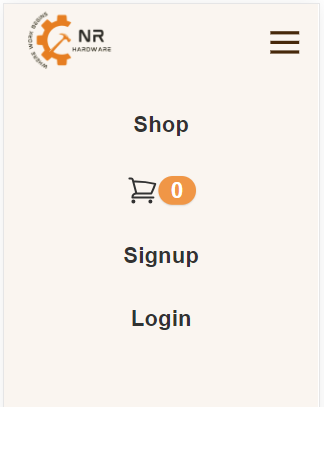 WHERE WORK BEGINS
NR
HARDWARE
Shop
0
Signup
Login